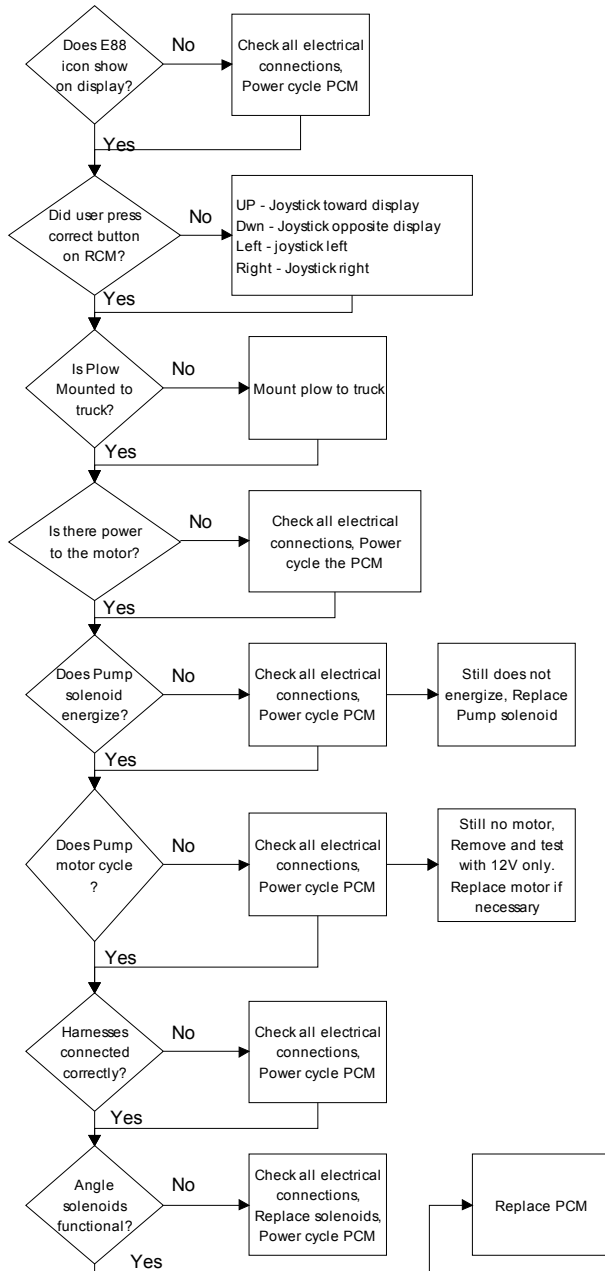 Does E88
icon show
on display?
No
Check all electrical
connections,
Power cycle PCM
Yes
Did user press
correct button
on RCM?
No
UP - Joystick toward display
Dwn - Joystick opposite display
Left - joystick left
Right - Joystick right
Yes
Is Plow
Mounted to
truck?
No
Mount plow to truck
Yes
Is there power
to the motor?
No
Check all electrical
connections, Power
cycle the PCM
Yes
Does Pump
solenoid
energize?
No
Check all electrical
connections,
Power cycle PCM
Still does not
energize, Replace
Pump solenoid
Yes
Does Pump
motor cycle
?
No
Check all electrical
connections,
Power cycle PCM
Still no motor,
Remove and test
with 12V only.
Replace motor if
necessary
Yes
Harnesses
connected
correctly?
No
Check all electrical
connections,
Power cycle PCM
Yes
Angle
solenoids
functional?
No
Check all electrical
connections,
Replace solenoids,
Power cycle PCM
Replace PCM
Yes